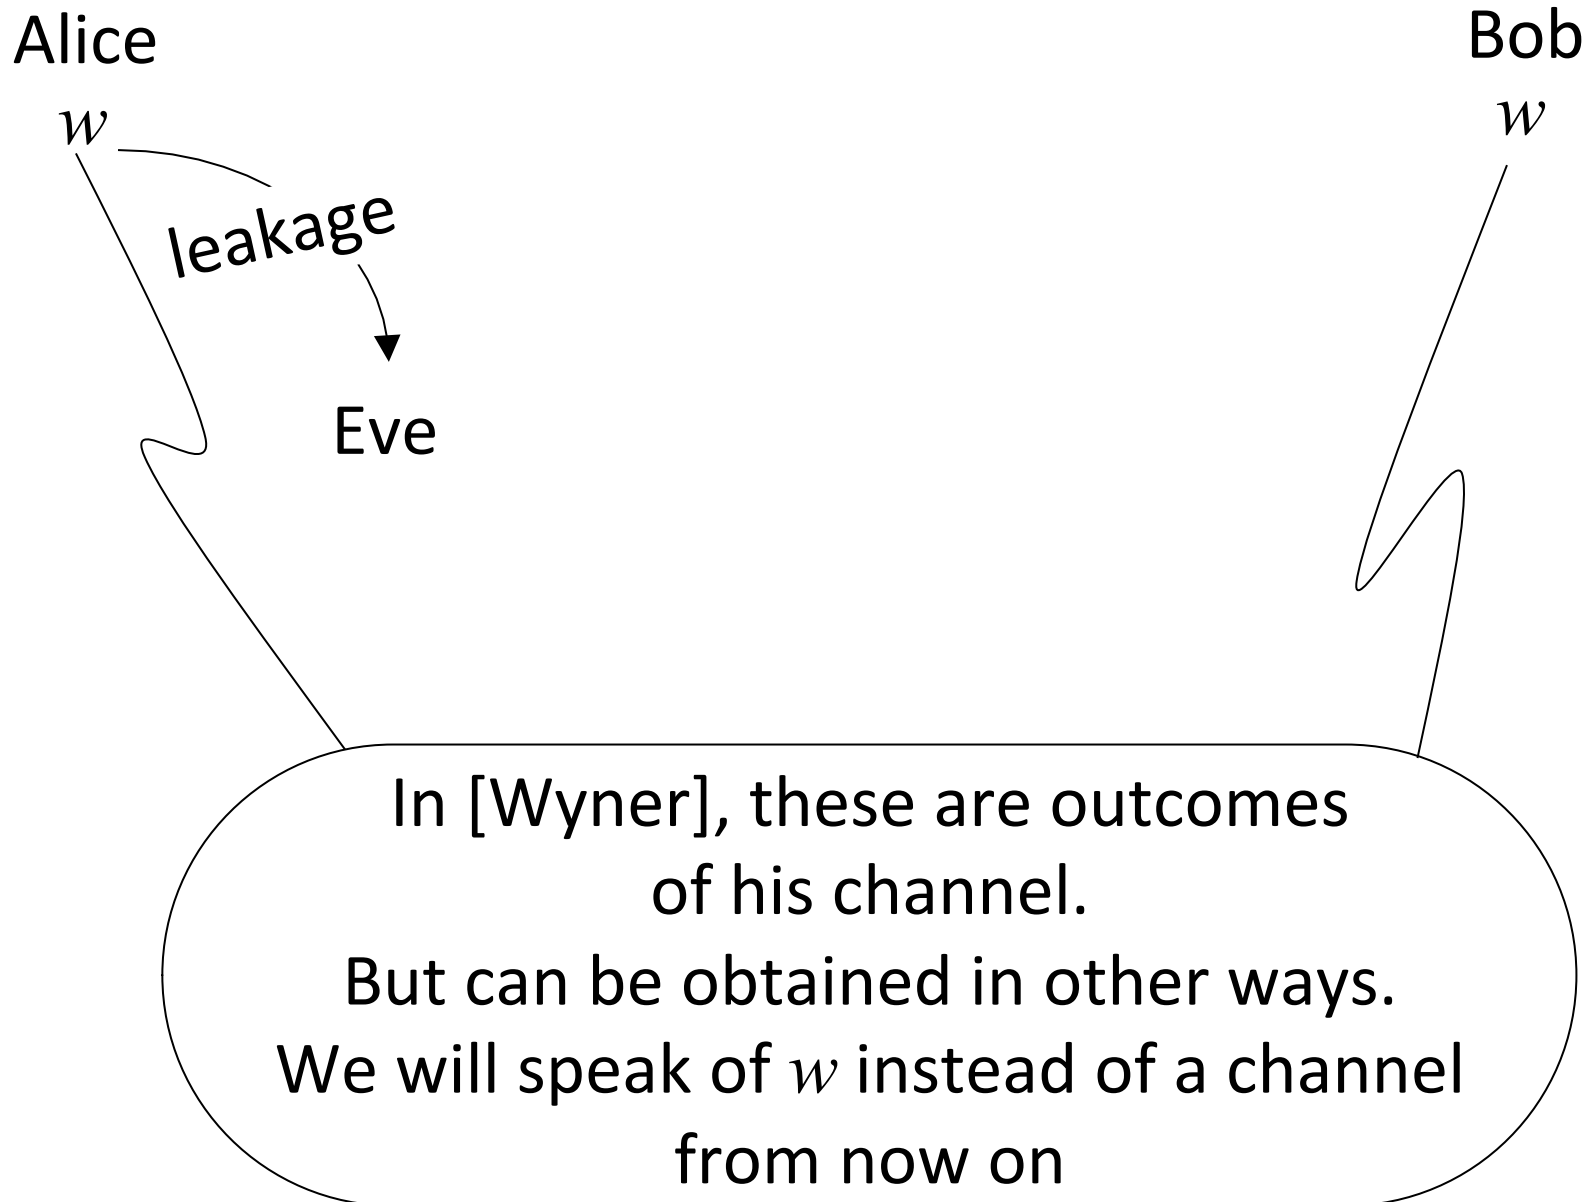 Alice
Bob
w
w
leakage
Eve
In [Wyner], these are outcomes
of his channel.
But can be obtained in other ways.
We will speak of w instead of a channel
from now on